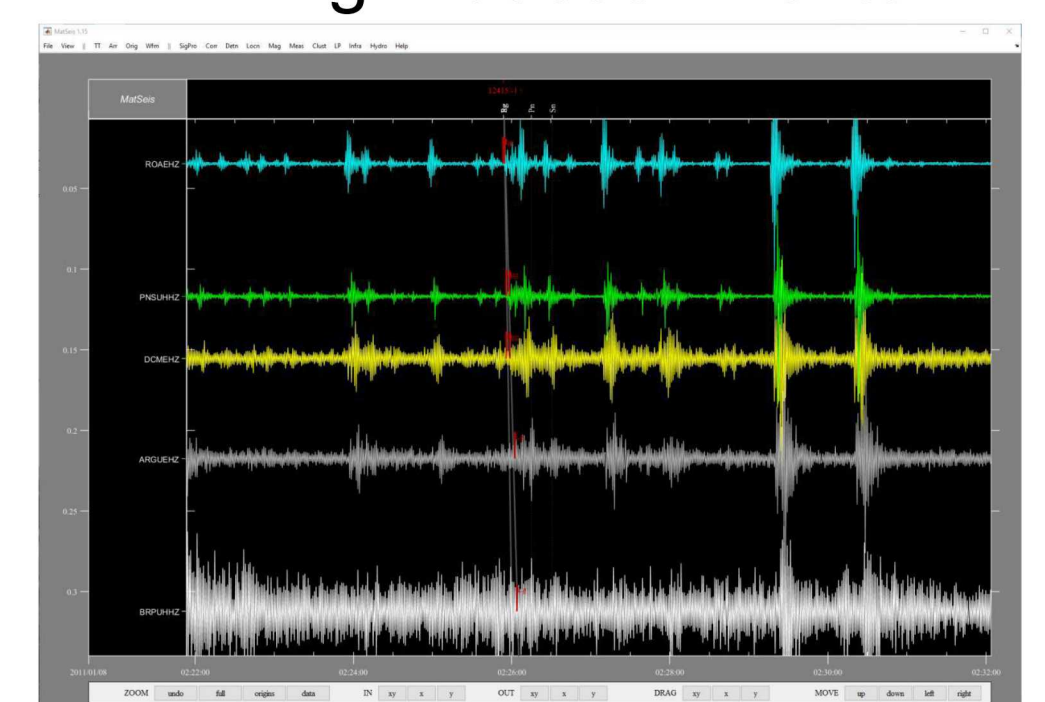 MatSeis 1.15
File View || TT Arr Orig Wfm || SigPro Corr Detn Locn Mag Meas Clust LP Infra Hydro Help
MatSeis
Rg Pn Sn
ROAEHZ
0.05
0.1
PNSUHHZ
0.15
DCMEHZ
0.2
ARGUEHZ
0.25
0.3
BRPUHHZ
2011/01/08 02:22:00 02:24:00 02:26:00 02:28:00 02:30:00 02:32:00
ZOOM undo full origins data IN xy x y OUT xy x y DRAG xy x y MOVE up down left right